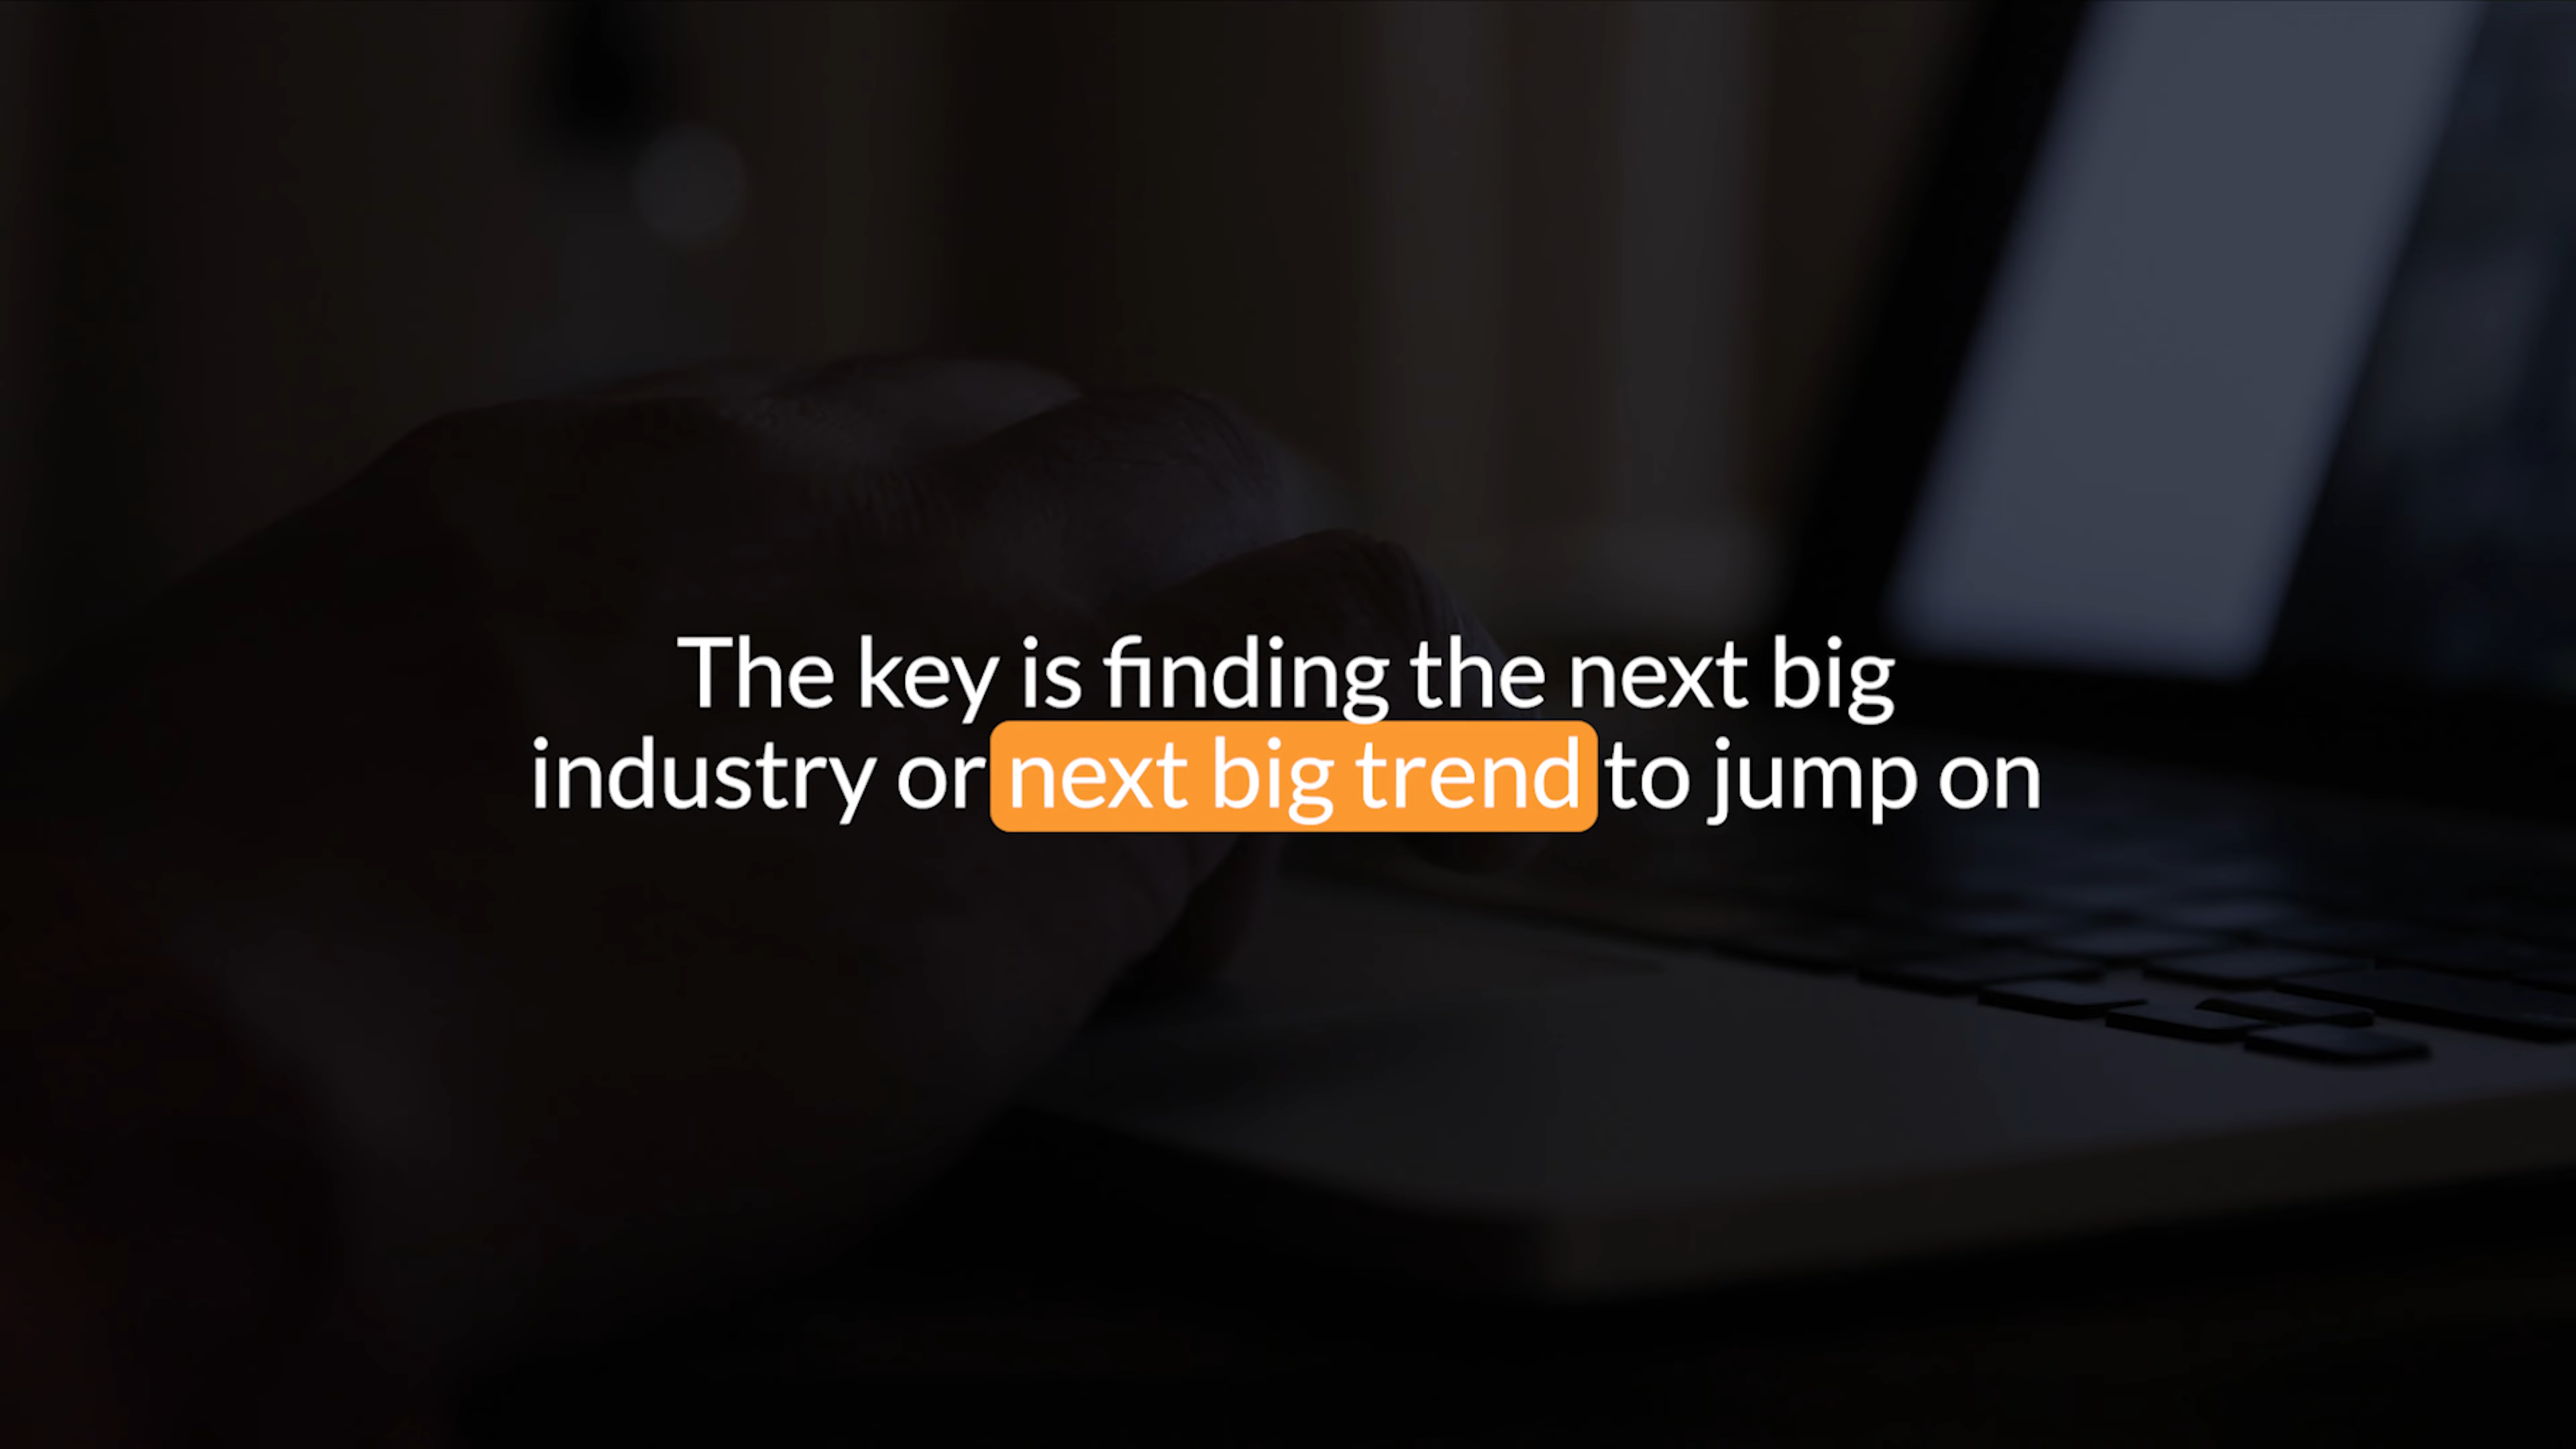 The key is finding the next big
industry or next big trend to jump on